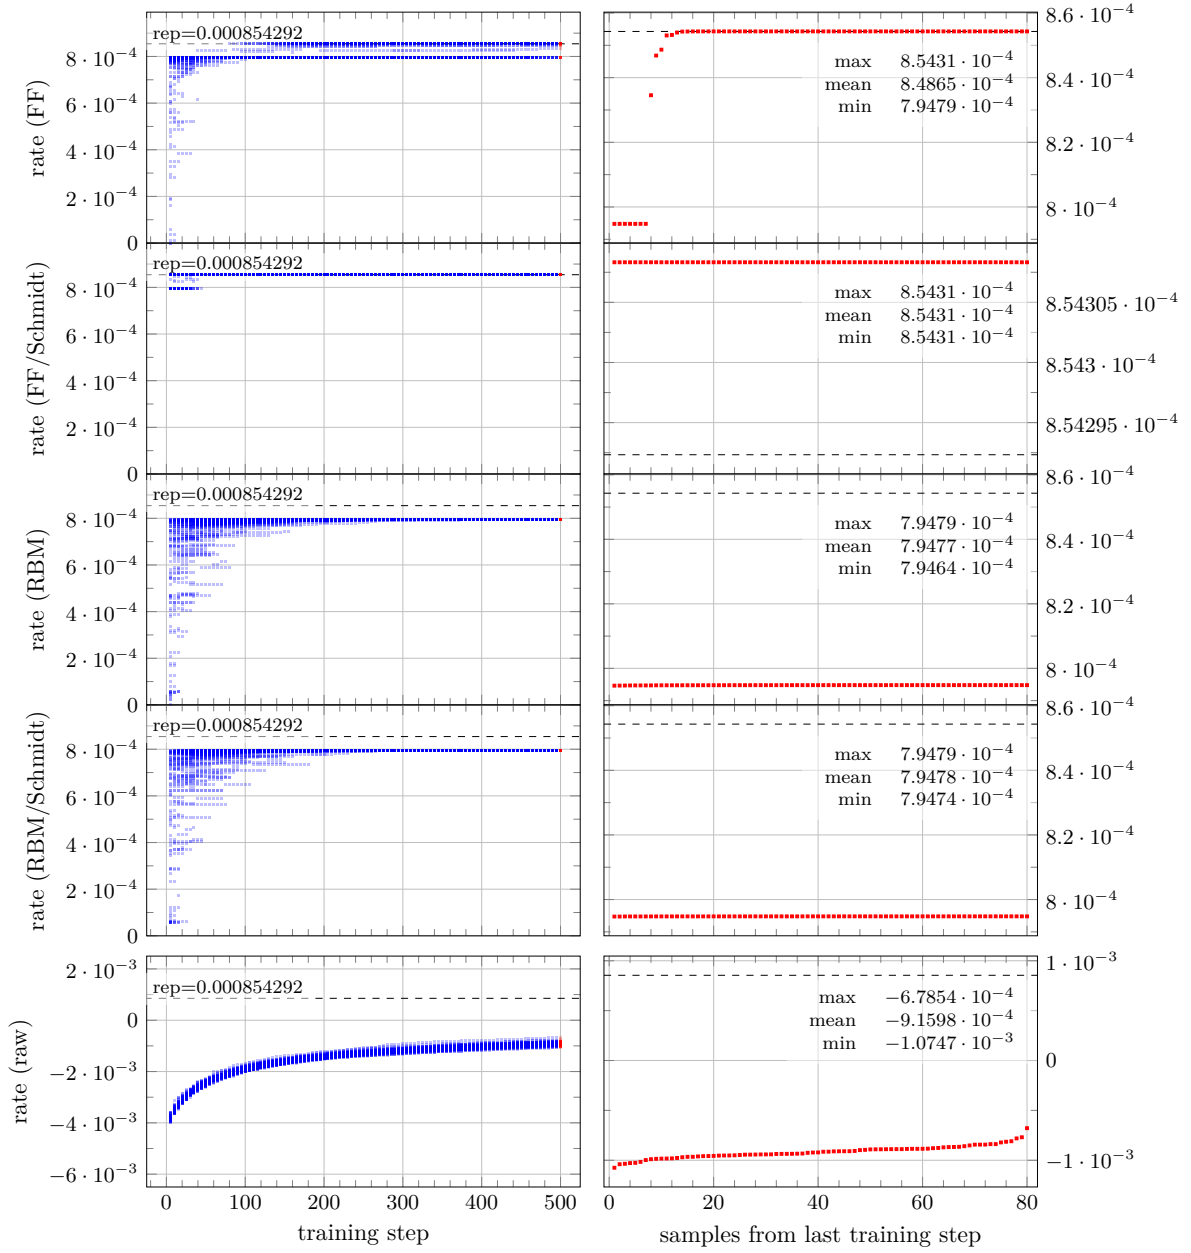 rep=0.000854292
8 · 10⁻⁴
6 · 10⁻⁴
4 · 10⁻⁴
2 · 10⁻⁴
0
rate (FF)
8.6 · 10⁻⁴
8.4 · 10⁻⁴
8.2 · 10⁻⁴
8 · 10⁻⁴
max 8.5431 · 10⁻⁴
mean 8.4865 · 10⁻⁴
min 7.9479 · 10⁻⁴
rep=0.000854292
8 · 10⁻⁴
6 · 10⁻⁴
4 · 10⁻⁴
2 · 10⁻⁴
0
rate (FF/Schmidt)
8.54305 · 10⁻⁴
8.543 · 10⁻⁴
8.54295 · 10⁻⁴
max 8.5431 · 10⁻⁴
mean 8.5431 · 10⁻⁴
min 8.5431 · 10⁻⁴
rep=0.000854292
8 · 10⁻⁴
6 · 10⁻⁴
4 · 10⁻⁴
2 · 10⁻⁴
0
rate (RBM)
8.6 · 10⁻⁴
8.4 · 10⁻⁴
8.2 · 10⁻⁴
8 · 10⁻⁴
max 7.9479 · 10⁻⁴
mean 7.9477 · 10⁻⁴
min 7.9464 · 10⁻⁴
rep=0.000854292
8 · 10⁻⁴
6 · 10⁻⁴
4 · 10⁻⁴
2 · 10⁻⁴
0
rate (RBM/Schmidt)
8.6 · 10⁻⁴
8.4 · 10⁻⁴
8.2 · 10⁻⁴
8 · 10⁻⁴
max 7.9479 · 10⁻⁴
mean 7.9478 · 10⁻⁴
min 7.9474 · 10⁻⁴
rep=0.000854292
2 · 10⁻³
0
−2 · 10⁻³
−4 · 10⁻³
−6 · 10⁻³
rate (raw)
0 100 200 300 400 500
training step
1 · 10⁻³
0
−1 · 10⁻³
max −6.7854 · 10⁻⁴
mean −9.1598 · 10⁻⁴
min −1.0747 · 10⁻³
0 20 40 60 80
samples from last training step